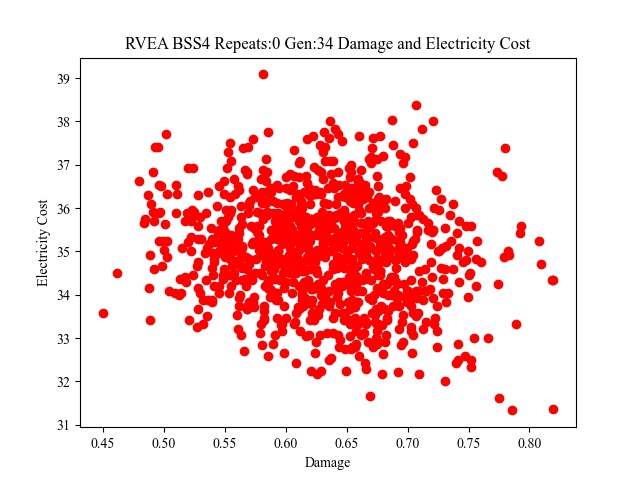 RVEA BSS4 Repeats:0 Gen:34 Damage and Electricity Cost
39
38
37
36
35
34
33
32
31
Electricity Cost
0.45 0.50 0.55 0.60 0.65 0.70 0.75 0.80
Damage